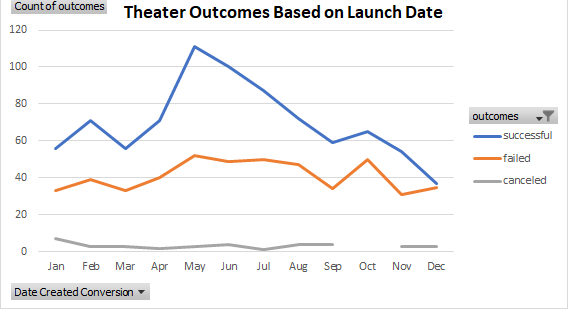 Count of outcomes
Theater Outcomes Based on Launch Date
120
100
80
60
40
20
0
Jan Feb Mar Apr May Jun Jul Aug Sep Oct Nov Dec
outcomes
successful
failed
canceled
Date Created Conversion